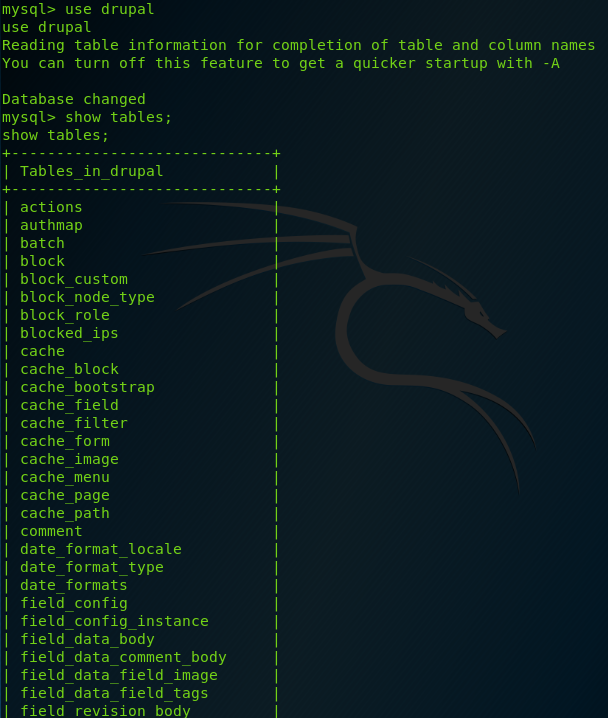 mysql> use drupal
use drupal
Reading table information for completion of table and column names
You can turn off this feature to get a quicker startup with -A
Database changed
mysql> show tables;
show tables;
+-----------------------------+
| Tables_in_drupal            |
+-----------------------------+
| actions                     |
| authmap                     |
| batch                       |
| block                       |
| block_custom                |
| block_node_type             |
| block_role                  |
| blocked_ips                 |
| cache                       |
| cache_block                 |
| cache_bootstrap             |
| cache_field                 |
| cache_filter                |
| cache_form                  |
| cache_image                 |
| cache_menu                  |
| cache_page                  |
| cache_path                  |
| comment                     |
| date_format_locale          |
| date_format_type            |
| date_formats                |
| field_config                |
| field_config_instance       |
| field_data_body             |
| field_data_comment_body     |
| field_data_field_image      |
| field_data_field_tags       |
| field_revision_body         |